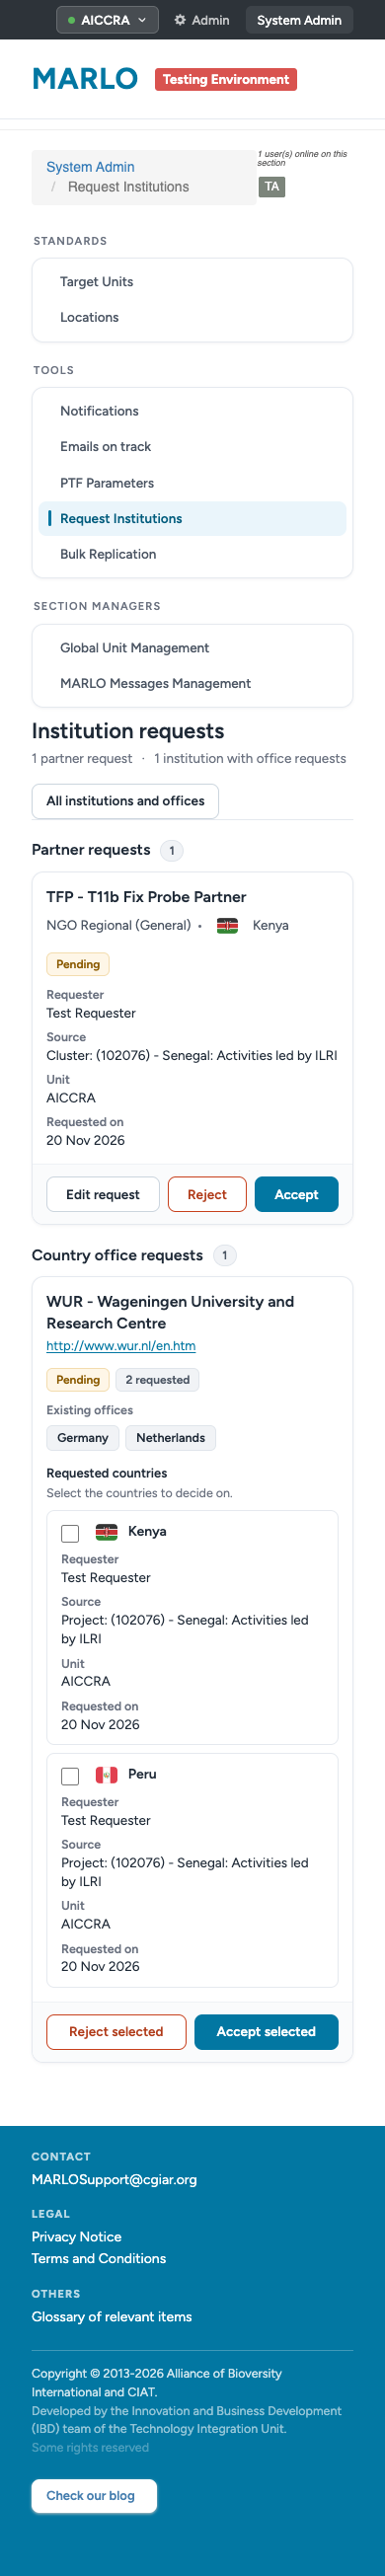 AICCRA
Admin
System Admin
MARLO
Testing Environment
System Admin
/ Request Institutions
1 user(s) online on this
section
TA
STANDARDS
Target Units
Locations
TOOLS
Notifications
Emails on track
PTF Parameters
Request Institutions
Bulk Replication
SECTION MANAGERS
Global Unit Management
MARLO Messages Management
Institution requests
1 partner request · 1 institution with office requests
All institutions and offices
Partner requests 1
TFP - T11b Fix Probe Partner
NGO Regional (General) • Kenya
Pending
Requester
Test Requester
Source
Cluster: (102076) - Senegal: Activities led by ILRI
Unit
AICCRA
Requested on
20 Nov 2026
Edit request
Reject
Accept
Country office requests 1
WUR - Wageningen University and
Research Centre
http://www.wur.nl/en.htm
Pending
2 requested
Existing offices
Germany
Netherlands
Requested countries
Select the countries to decide on.
Kenya
Requester
Test Requester
Source
Project: (102076) - Senegal: Activities led
by ILRI
Unit
AICCRA
Requested on
20 Nov 2026
Peru
Requester
Test Requester
Source
Project: (102076) - Senegal: Activities led
by ILRI
Unit
AICCRA
Requested on
20 Nov 2026
Reject selected
Accept selected
CONTACT
MARLOSupport@cgiar.org
LEGAL
Privacy Notice
Terms and Conditions
OTHERS
Glossary of relevant items
Copyright © 2013-2026 Alliance of Bioversity
International and CIAT.
Developed by the Innovation and Business Development
(IBD) team of the Technology Integration Unit.
Some rights reserved
Check our blog